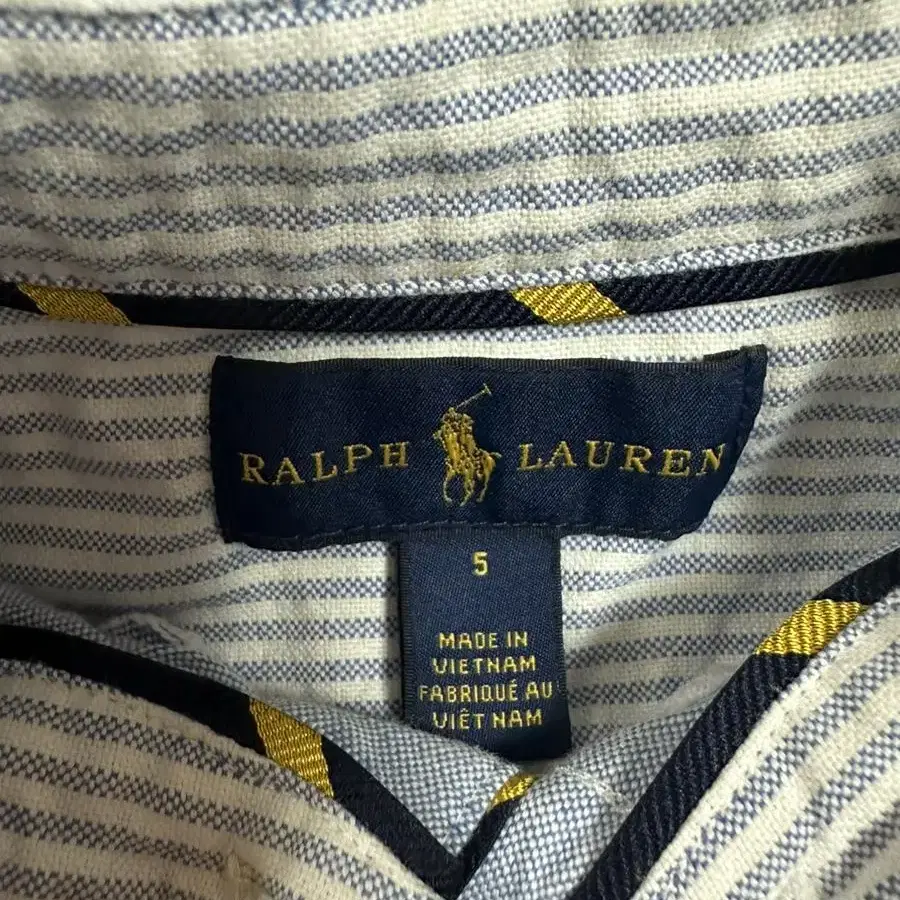 RALPH LAUREN
5
MADE IN
VIETNAM
FABRIQUÉ AU
VIÊT NAM